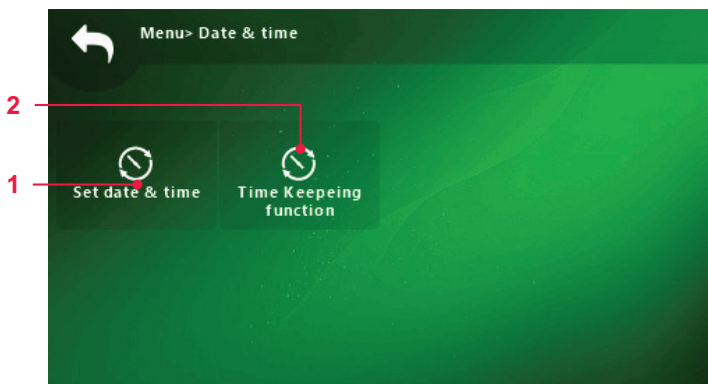 Menu> Date & time
2
1
Set date & time
Time Keepeing
function